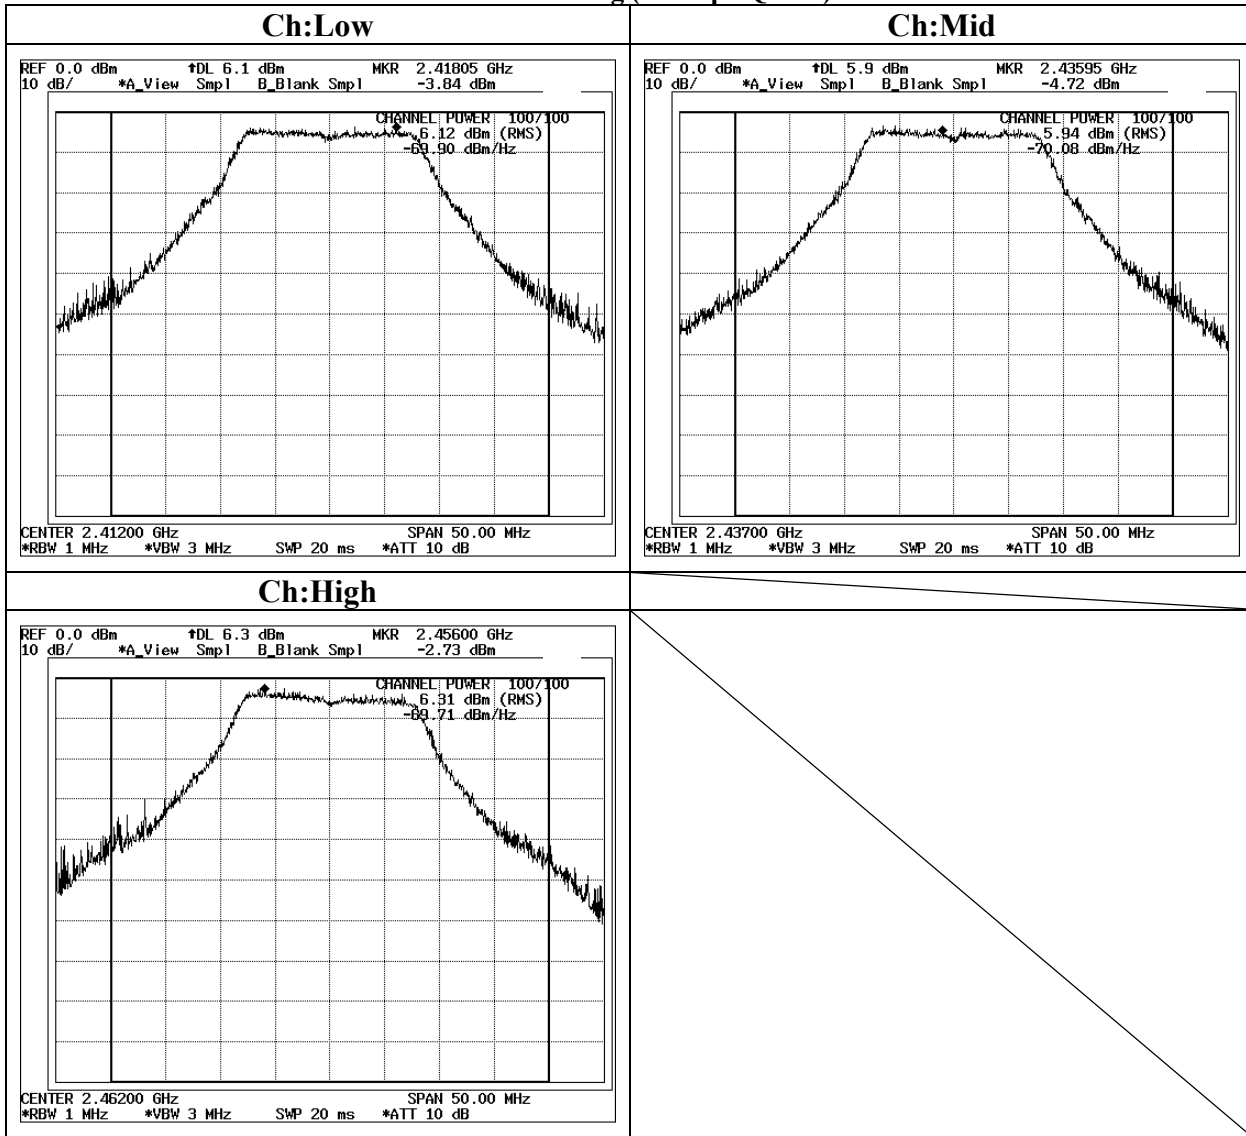 Ch:Low
Ch:Mid
REF 0.0 dBm ↑DL 6.1 dBm MKR 2.41805 GHz
10 dB/ *A_View Smpl B_Blank Smpl -3.84 dBm
CHANNEL POWER 100/100
6.12 dBm (RMS)
-69.90 dBm/Hz
CENTER 2.41200 GHz SPAN 50.00 MHz
*RBW 1 MHz *VBW 3 MHz SWP 20 ms *ATT 10 dB
REF 0.0 dBm ↑DL 5.9 dBm MKR 2.43595 GHz
10 dB/ *A_View Smpl B_Blank Smpl -4.72 dBm
CHANNEL POWER 100/100
5.94 dBm (RMS)
-70.08 dBm/Hz
CENTER 2.43700 GHz SPAN 50.00 MHz
*RBW 1 MHz *VBW 3 MHz SWP 20 ms *ATT 10 dB
Ch:High
REF 0.0 dBm ↑DL 6.3 dBm MKR 2.45600 GHz
10 dB/ *A_View Smpl B_Blank Smpl -2.73 dBm
CHANNEL POWER 100/100
6.31 dBm (RMS)
-69.71 dBm/Hz
CENTER 2.46200 GHz SPAN 50.00 MHz
*RBW 1 MHz *VBW 3 MHz SWP 20 ms *ATT 10 dB